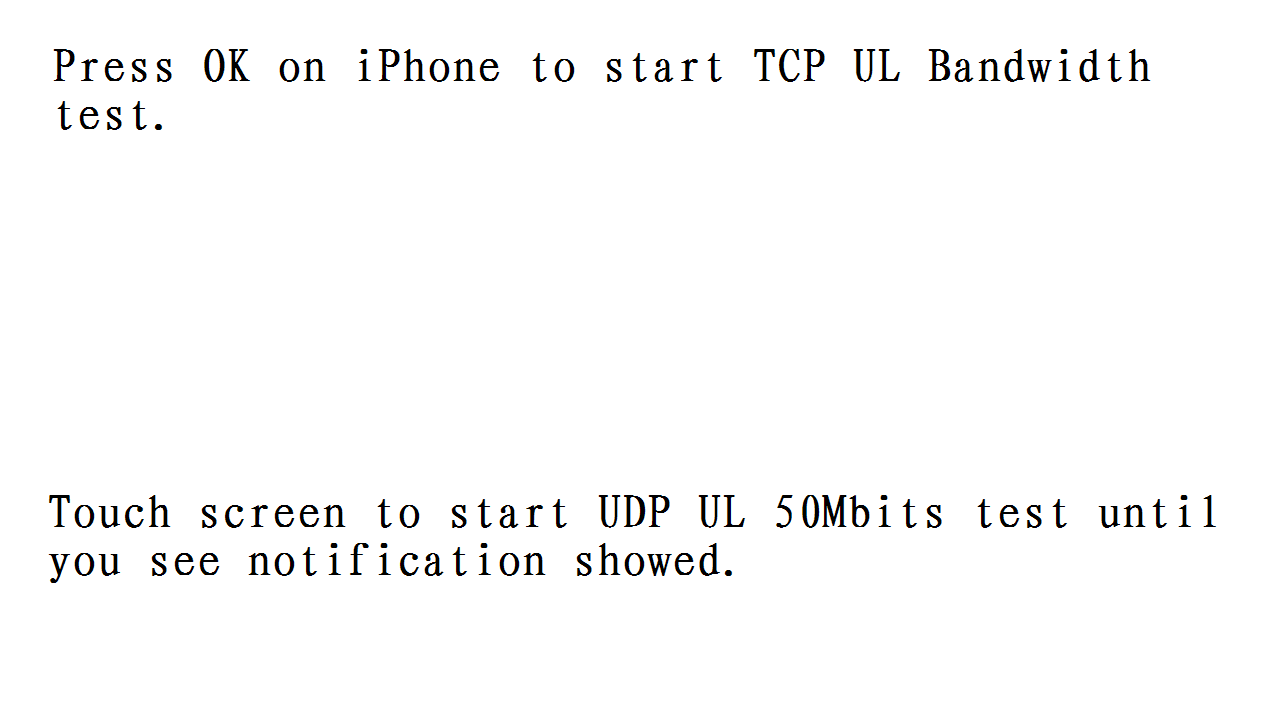 Press OK on iPhone to start TCP UL Bandwidth
test.
Touch screen to start UDP UL 50Mbits test until
you see notification showed.